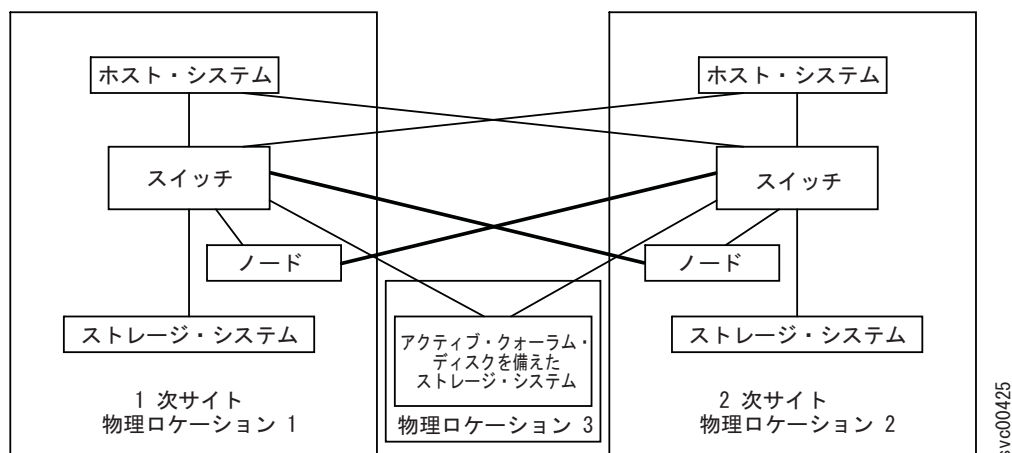 ホスト・システム
ホスト・システム
スイッチ
スイッチ
ノード
ノード
ストレージ・システム
アクティブ・クォーラム・
ディスクを備えた
ストレージ・システム
ストレージ・システム
1 次サイト
物理ロケーション 1
物理ロケーション 3
2 次サイト
物理ロケーション 2
svc00425